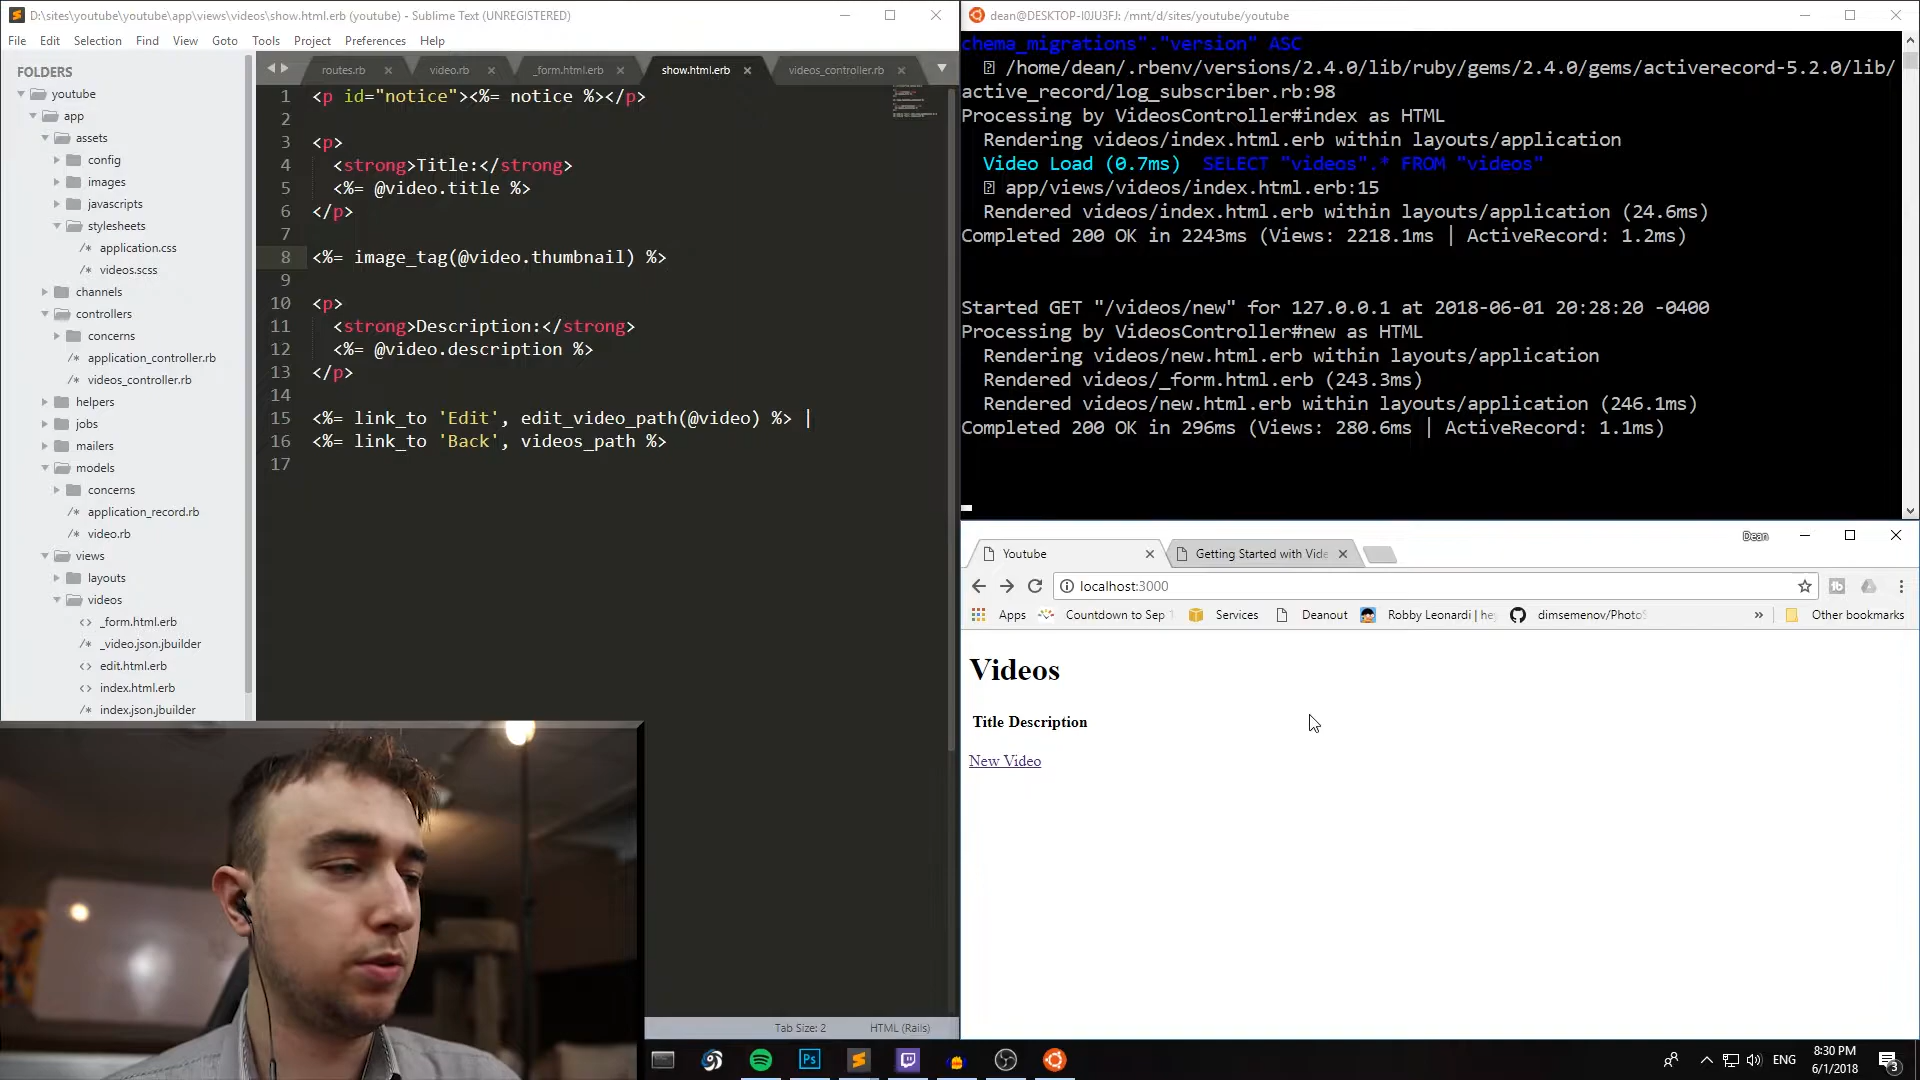 D:\sites\youtube\youtube\app\views\videos\show.html.erb (youtube) - Sublime Text (UNREGISTERED)
File Edit Selection Find View Goto Tools Project Preferences Help
FOLDERS
youtube
app
assets
config
images
javascripts
stylesheets
/* application.css
/* videos.scss
channels
controllers
concerns
/* application_controller.rb
/* videos_controller.rb
helpers
jobs
mailers
models
concerns
/* application_record.rb
/* video.rb
views
layouts
videos
<> _form.html.erb
/* _video.json.jbuilder
<> edit.html.erb
<> index.html.erb
/* index.json.jbuilder
routes.rb video.rb _form.html.erb show.html.erb videos_controller.rb
1 <p id="notice"><%= notice %></p>
2
3 <p>
4 <strong>Title:</strong>
5 <%= @video.title %>
6 </p>
7
8 <%= image_tag(@video.thumbnail) %>
9
10 <p>
11 <strong>Description:</strong>
12 <%= @video.description %>
13 </p>
14
15 <%= link_to 'Edit', edit_video_path(@video) %> |
16 <%= link_to 'Back', videos_path %>
17
Tab Size: 2 HTML (Rails)
dean@DESKTOP-I0JU3FJ: /mnt/d/sites/youtube/youtube
chema_migrations"."version" ASC
/home/dean/.rbenv/versions/2.4.0/lib/ruby/gems/2.4.0/gems/activerecord-5.2.0/lib/
active_record/log_subscriber.rb:98
Processing by VideosController#index as HTML
Rendering videos/index.html.erb within layouts/application
Video Load (0.7ms) SELECT "videos".* FROM "videos"
app/views/videos/index.html.erb:15
Rendered videos/index.html.erb within layouts/application (24.6ms)
Completed 200 OK in 2243ms (Views: 2218.1ms | ActiveRecord: 1.2ms)
Started GET "/videos/new" for 127.0.0.1 at 2018-06-01 20:28:20 -0400
Processing by VideosController#new as HTML
Rendering videos/new.html.erb within layouts/application
Rendered videos/_form.html.erb (243.3ms)
Rendered videos/new.html.erb within layouts/application (246.1ms)
Completed 200 OK in 296ms (Views: 280.6ms | ActiveRecord: 1.1ms)
Dean
Youtube Getting Started with Vide
localhost:3000
Apps Countdown to Sep Services Deanout Robby Leonardi | he dimsemenov/Photo » Other bookmarks
Videos
Title Description
New Video
Ps
ENG
8:30 PM
6/1/2018
3